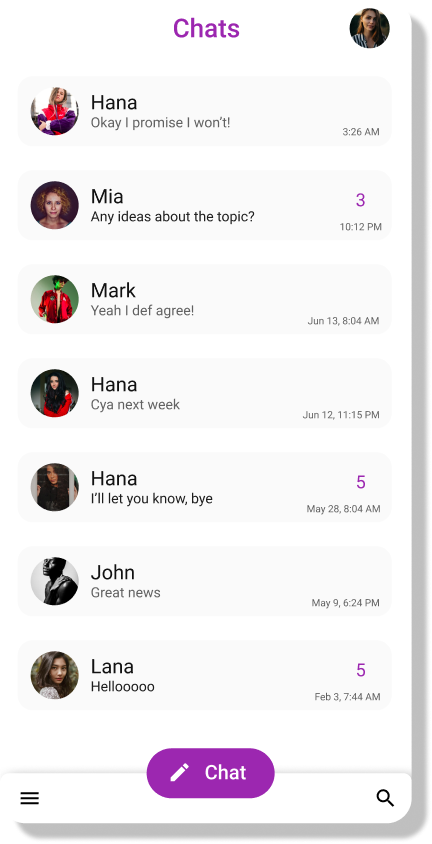 Chats
Hana
Okay I promise I won't!
3:26 AM
Mia
3
Any ideas about the topic?
10:12 PM
Mark
Yeah I def agree!
Jun 13, 8:04 AM
Hana
Cya next week
Jun 12, 11:15 PM
Hana
5
I'll let you know, bye
May 28, 8:04 AM
John
Great news
May 9, 6:24 PM
Lana
5
Hellooooo
Feb 3, 7:44 AM
Chat